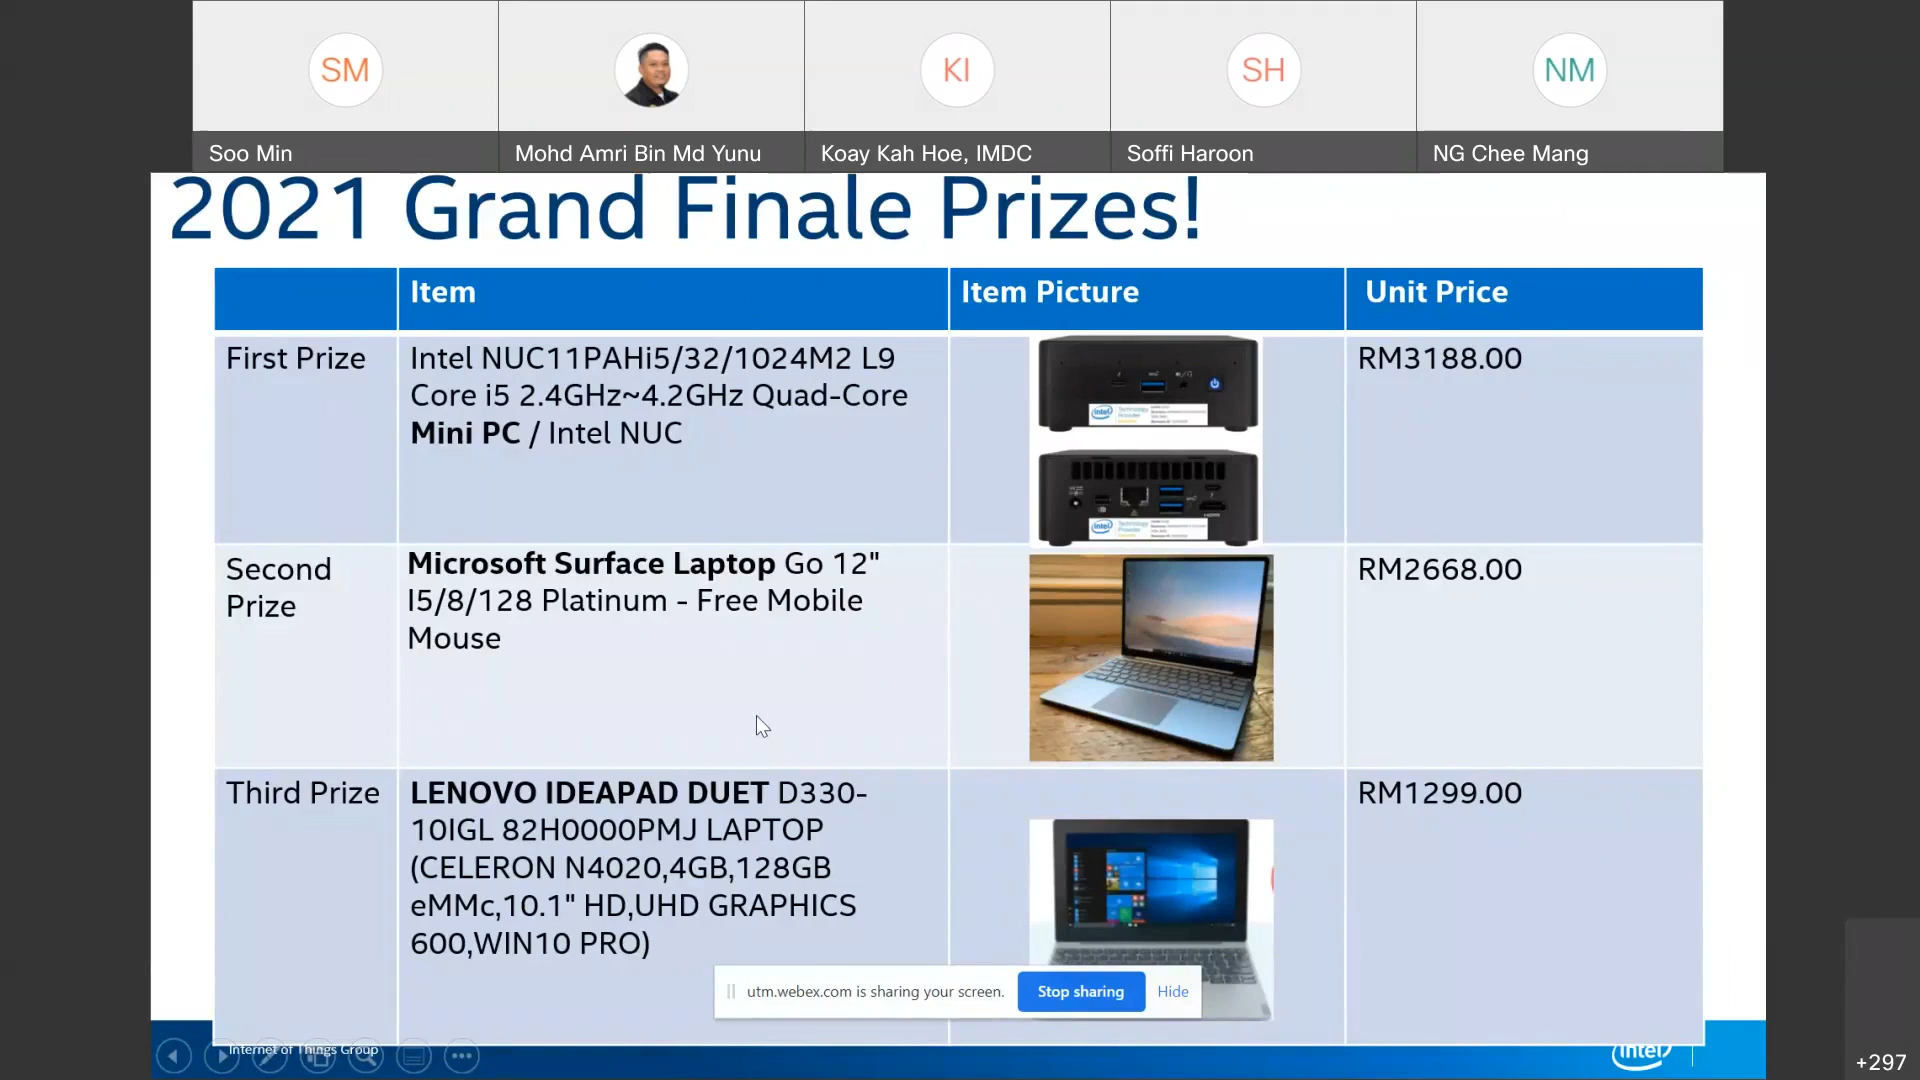 SM
KI
SH
NM
Soo Min
Mohd Amri Bin Md Yunu
Koay Kah Hoe, IMDC
Soffi Haroon
NG Chee Mang
2021 Grand Finale Prizes!
Item
Item Picture
Unit Price
First Prize
Intel NUC11PAHi5/32/1024M2 L9
Core i5 2.4GHz~4.2GHz Quad-Core
Mini PC / Intel NUC
intel
intel
RM3188.00
Second
Prize
Microsoft Surface Laptop Go 12"
I5/8/128 Platinum - Free Mobile
Mouse
RM2668.00
Third Prize
LENOVO IDEAPAD DUET D330-
10IGL 82H0000PMJ LAPTOP
(CELERON N4020,4GB,128GB
eMMc,10.1" HD,UHD GRAPHICS
600,WIN10 PRO)
RM1299.00
utm.webex.com is sharing your screen.
Stop sharing
Hide
Internet of Things Group
intel
+297